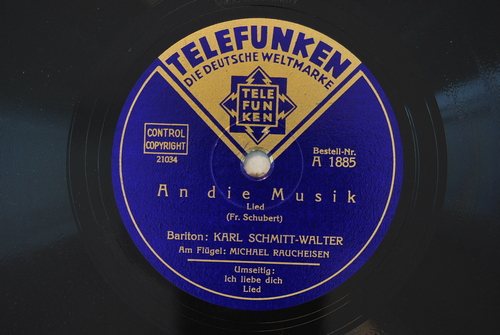 TELEFUNKEN
DIE DEUTSCHE WELTMARKE
TELE
FUN
KEN
CONTROL
COPYRIGHT
21034
Bestell-Nr.
A 1885
An die Musik
Lied
(Fr. Schubert)
Bariton: KARL SCHMITT-WALTER
Am Flügel: MICHAEL RAUCHEISEN
Umseitig:
Ich liebe dich
Lied